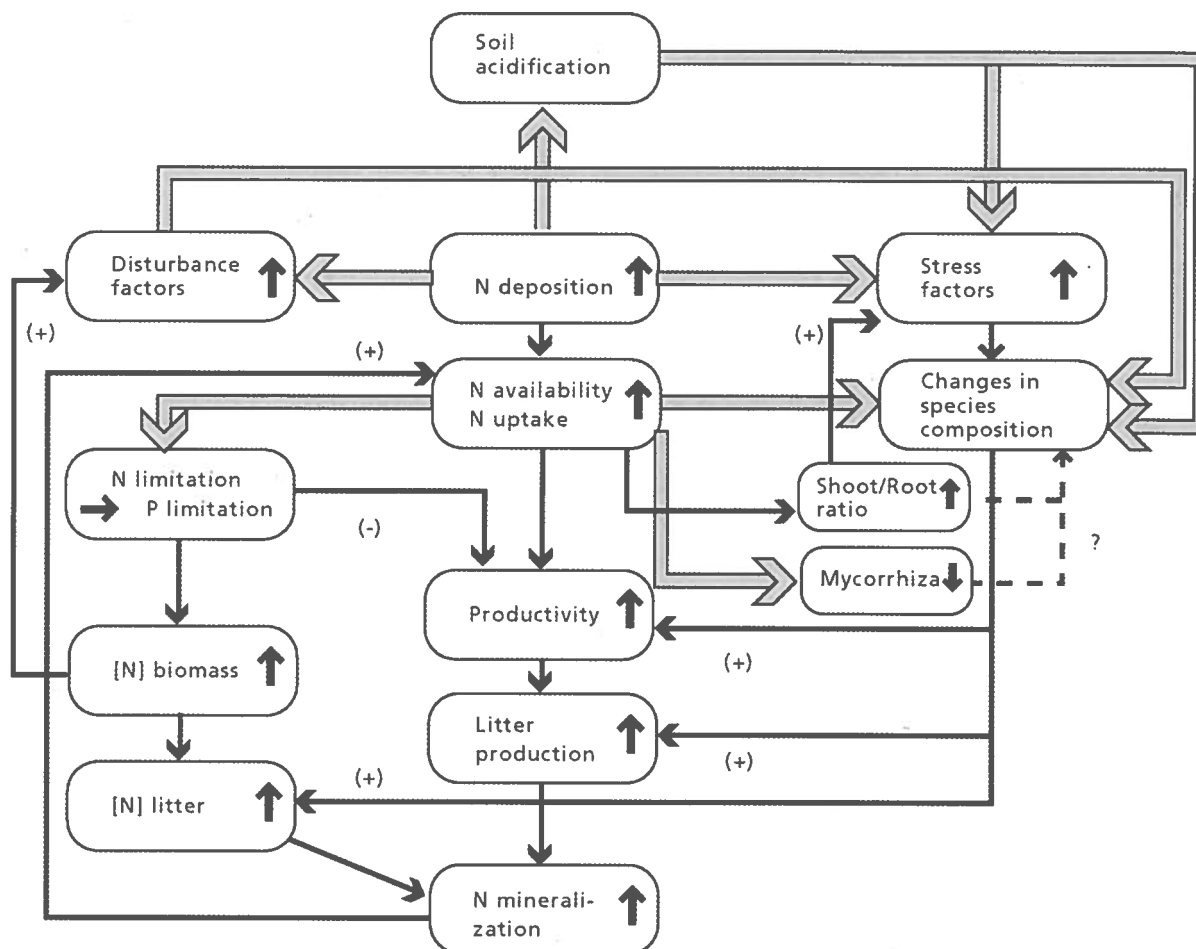 Soil
acidification
Disturbance
factors
N deposition
Stress
factors
(+)
(+)
(+)
N availability
N uptake
Changes in
species
composition
N limitation
P limitation
(-)
Shoot/Root
ratio
?
Mycorrhiza
Productivity
(+)
[N] biomass
Litter
production
(+)
(+)
[N] litter
N minerali-
zation